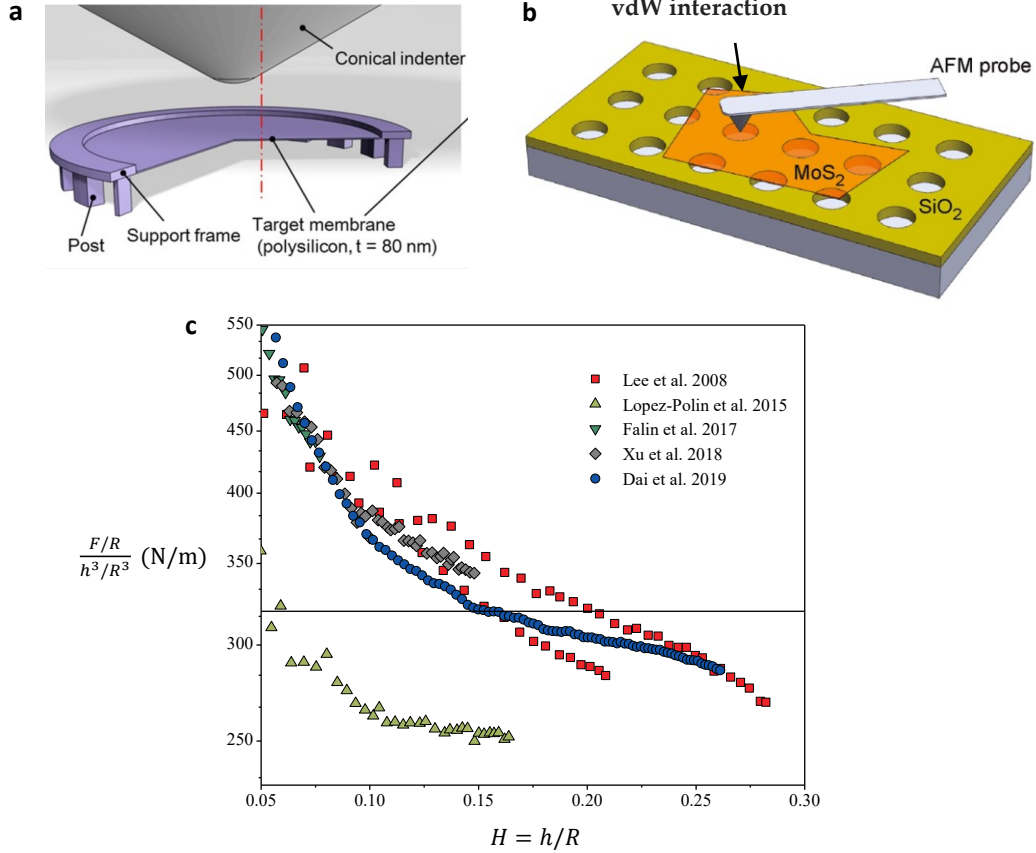 a
Conical indenter
Post
Support frame
Target membrane
(polysilicon, t = 80 nm)
b
vdW interaction
AFM probe
MoS2
SiO2
c
F/R
h³/R³
(N/m)
550
500
450
400
350
300
250
Lee et al. 2008
Lopez-Polin et al. 2015
Falin et al. 2017
Xu et al. 2018
Dai et al. 2019
0.05
0.10
0.15
0.20
0.25
0.30
H = h/R